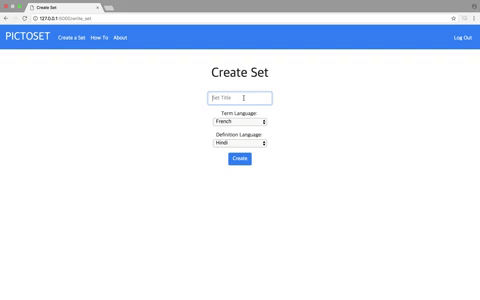 Create Set
127.0.0.1:5000/write_set
PICTOSET Create a Set How To About Log Out
Create Set
Set Title
Term Language:
French
Definition Language:
Hindi
Create